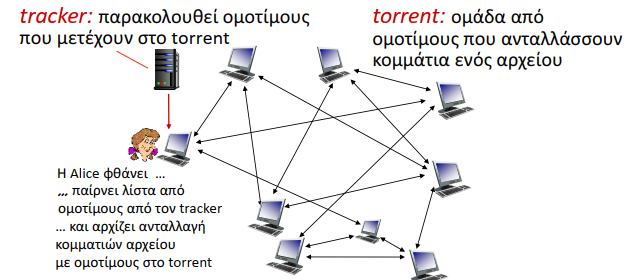 tracker: παρακολουθεί ομοτίμους
που μετέχουν στο torrent
torrent: ομάδα από
ομοτίμους που ανταλλάσσουν
κομμάτια ενός αρχείου
Η Alice φθάνει …
„, παίρνει λίστα από
ομοτίμους από τον tracker
… και αρχίζει ανταλλαγή
κομματιών αρχείου
με ομοτίμους στο torrent